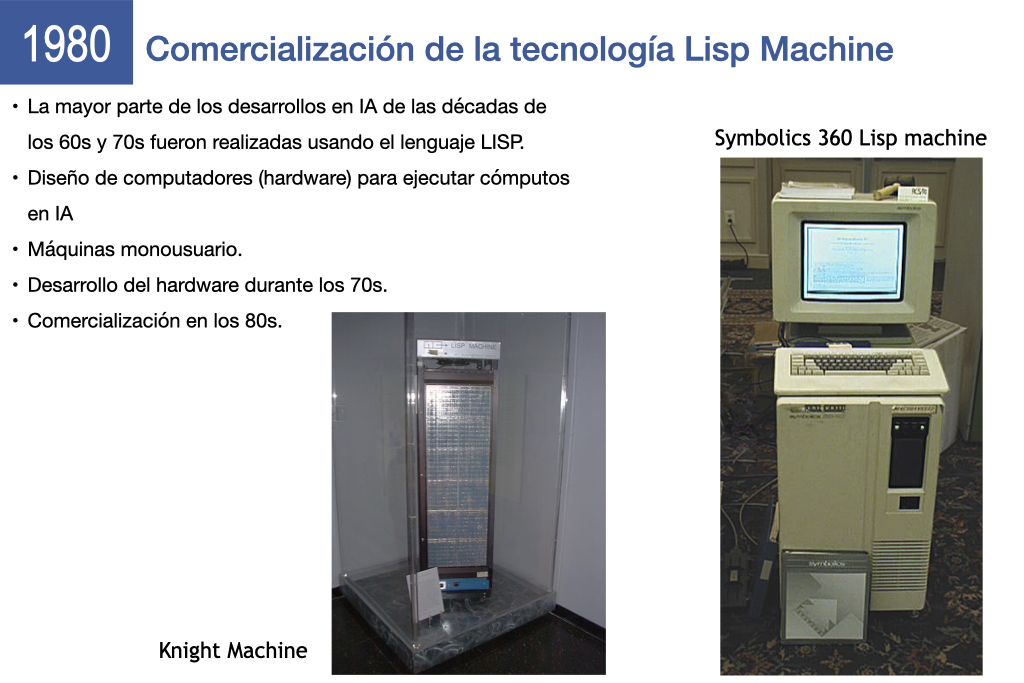 1980
Comercialización de la tecnología Lisp Machine
• La mayor parte de los desarrollos en IA de las décadas de
los 60s y 70s fueron realizadas usando el lenguaje LISP.
• Diseño de computadores (hardware) para ejecutar cómputos
en IA
• Máquinas monousuario.
• Desarrollo del hardware durante los 70s.
• Comercialización en los 80s.
Symbolics 360 Lisp machine
LISP MACHINE
symbolics
Knight Machine